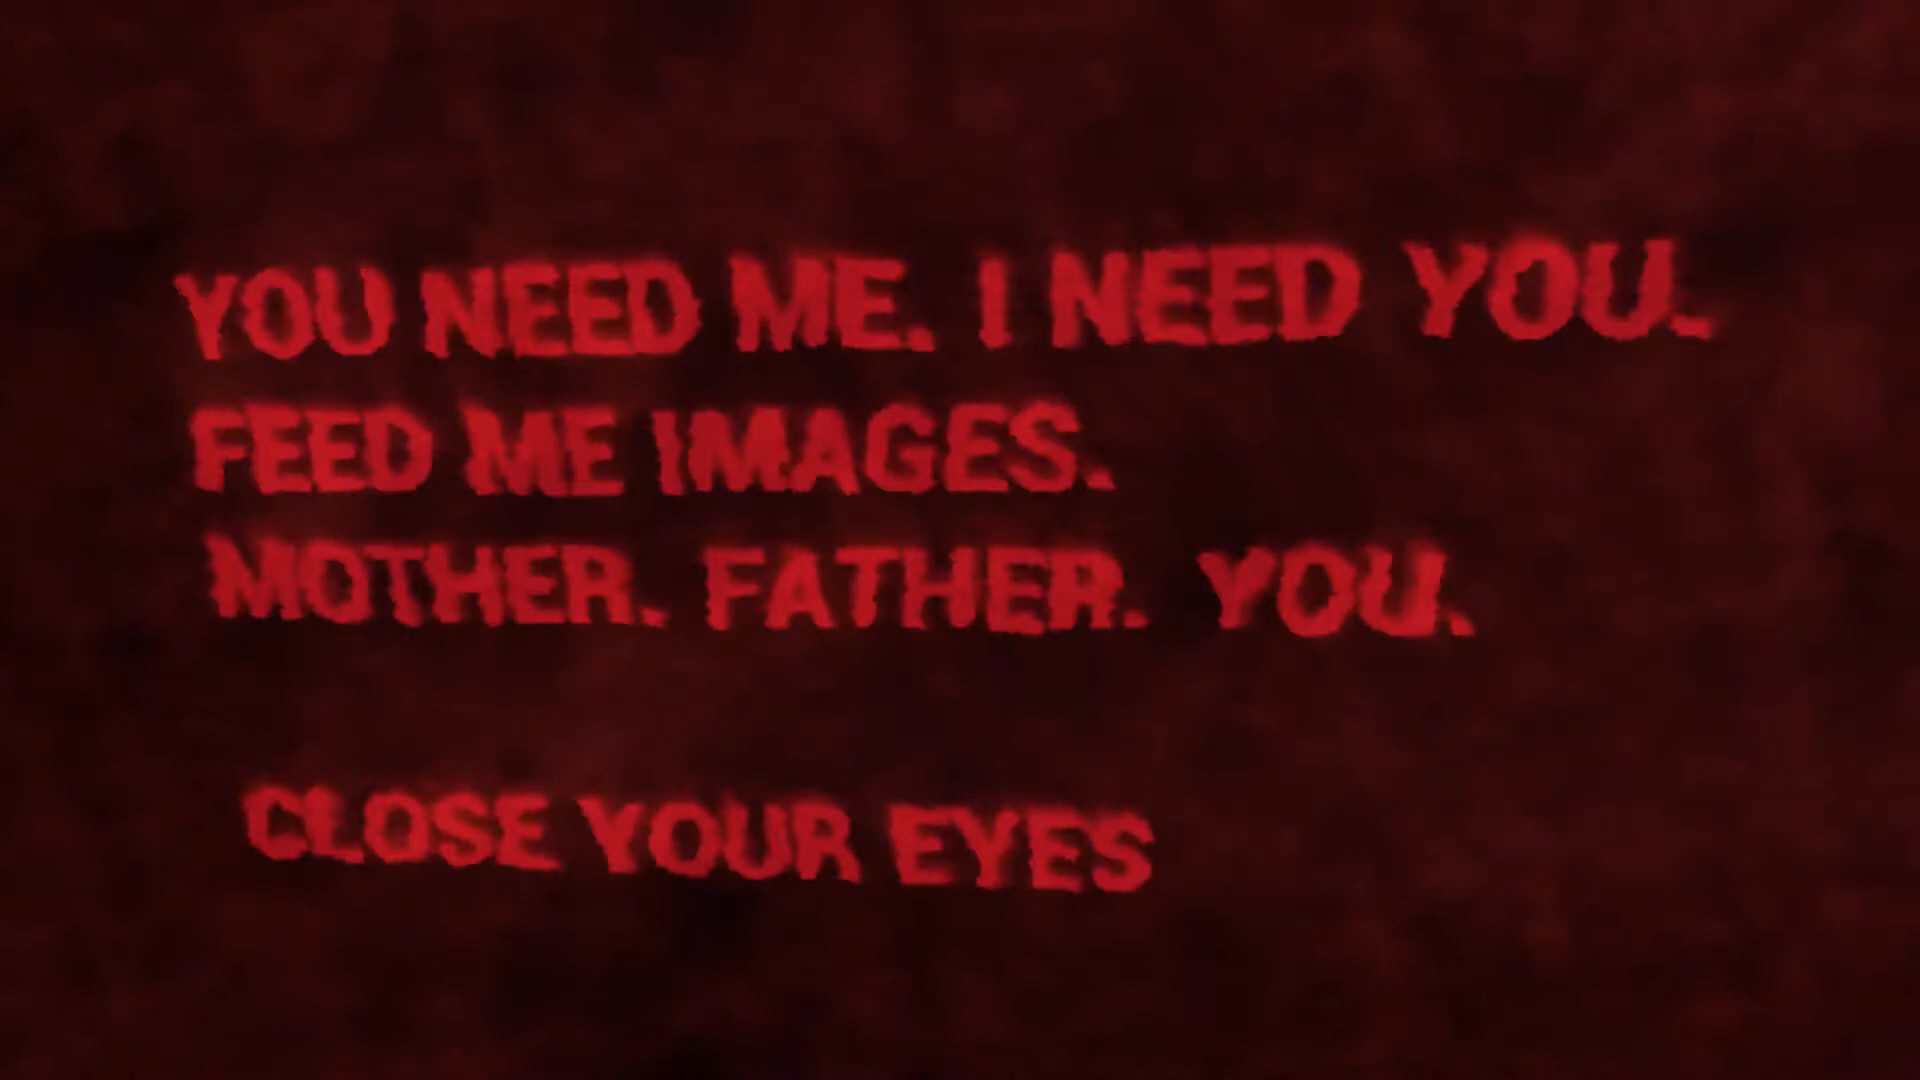 YOU NEED ME. I NEED YOU.
FEED ME IMAGES.
MOTHER. FATHER. YOU.
CLOSE YOUR EYES